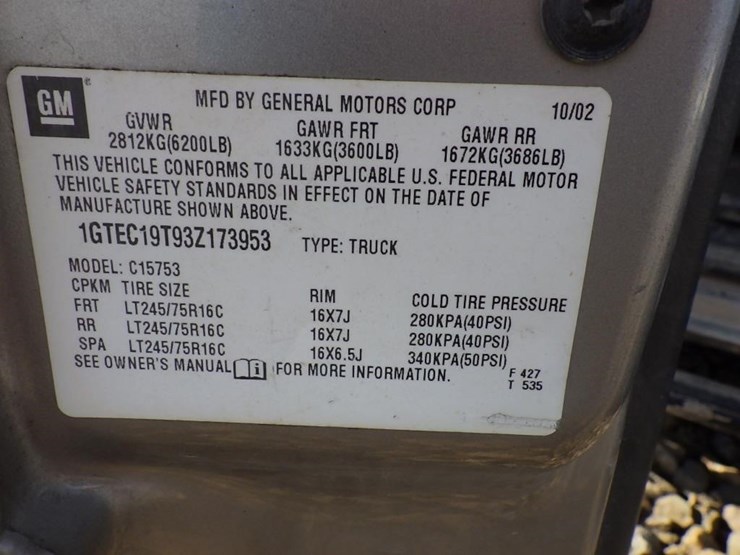 GM ® MFD BY GENERAL MOTORS CORP 10/02
GVWR GAWR FRT GAWR RR
2812KG(6200LB) 1633KG(3600LB) 1672KG(3686LB)
THIS VEHICLE CONFORMS TO ALL APPLICABLE U.S. FEDERAL MOTOR
VEHICLE SAFETY STANDARDS IN EFFECT ON THE DATE OF
MANUFACTURE SHOWN ABOVE.
1GTEC19T93Z173953 TYPE: TRUCK
MODEL: C15753
CPKM TIRE SIZE RIM COLD TIRE PRESSURE
FRT LT245/75R16C 16X7J 280KPA(40PSI)
RR LT245/75R16C 16X7J 280KPA(40PSI)
SPA LT245/75R16C 16X6.5J 340KPA(50PSI)
SEE OWNER'S MANUAL i FOR MORE INFORMATION. F 427
T 535